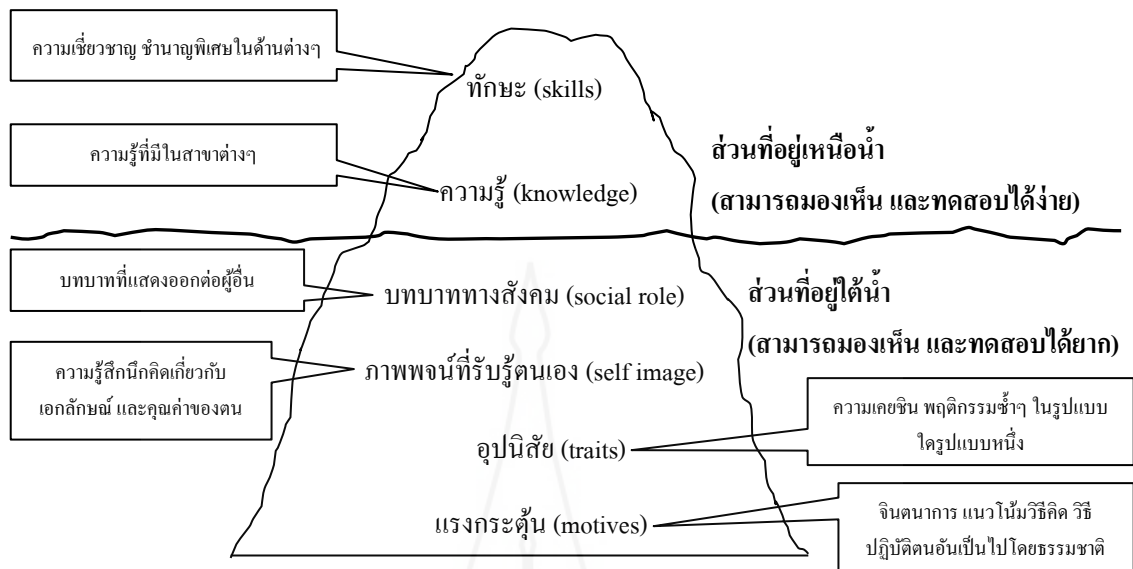 ความเชี่ยวชาญ ชำนาญพิเศษในด้านต่างๆ
ทักษะ (skills)
ความรู้ที่มีในสาขาต่างๆ
ความรู้ (knowledge)
ส่วนที่อยู่เหนือน้ำ
(สามารถมองเห็น และทดสอบได้ง่าย)
บทบาทที่แสดงออกต่อผู้อื่น
บทบาททางสังคม (social role)
ส่วนที่อยู่ใต้น้ำ
(สามารถมองเห็น และทดสอบได้ยาก)
ความรู้สึกนึกคิดเกี่ยวกับ
เอกลักษณ์ และคุณค่าของตน
ภาพพจน์ที่รับรู้ตนเอง (self image)
ความเคยชิน พฤติกรรมซ้ำๆ ในรูปแบบ
ใดรูปแบบหนึ่ง
อุปนิสัย (traits)
แรงกระตุ้น (motives)
จินตนาการ แนวโน้มวิธีคิด วิธี
ปฏิบัติตนอันเป็นไปโดยธรรมชาติ